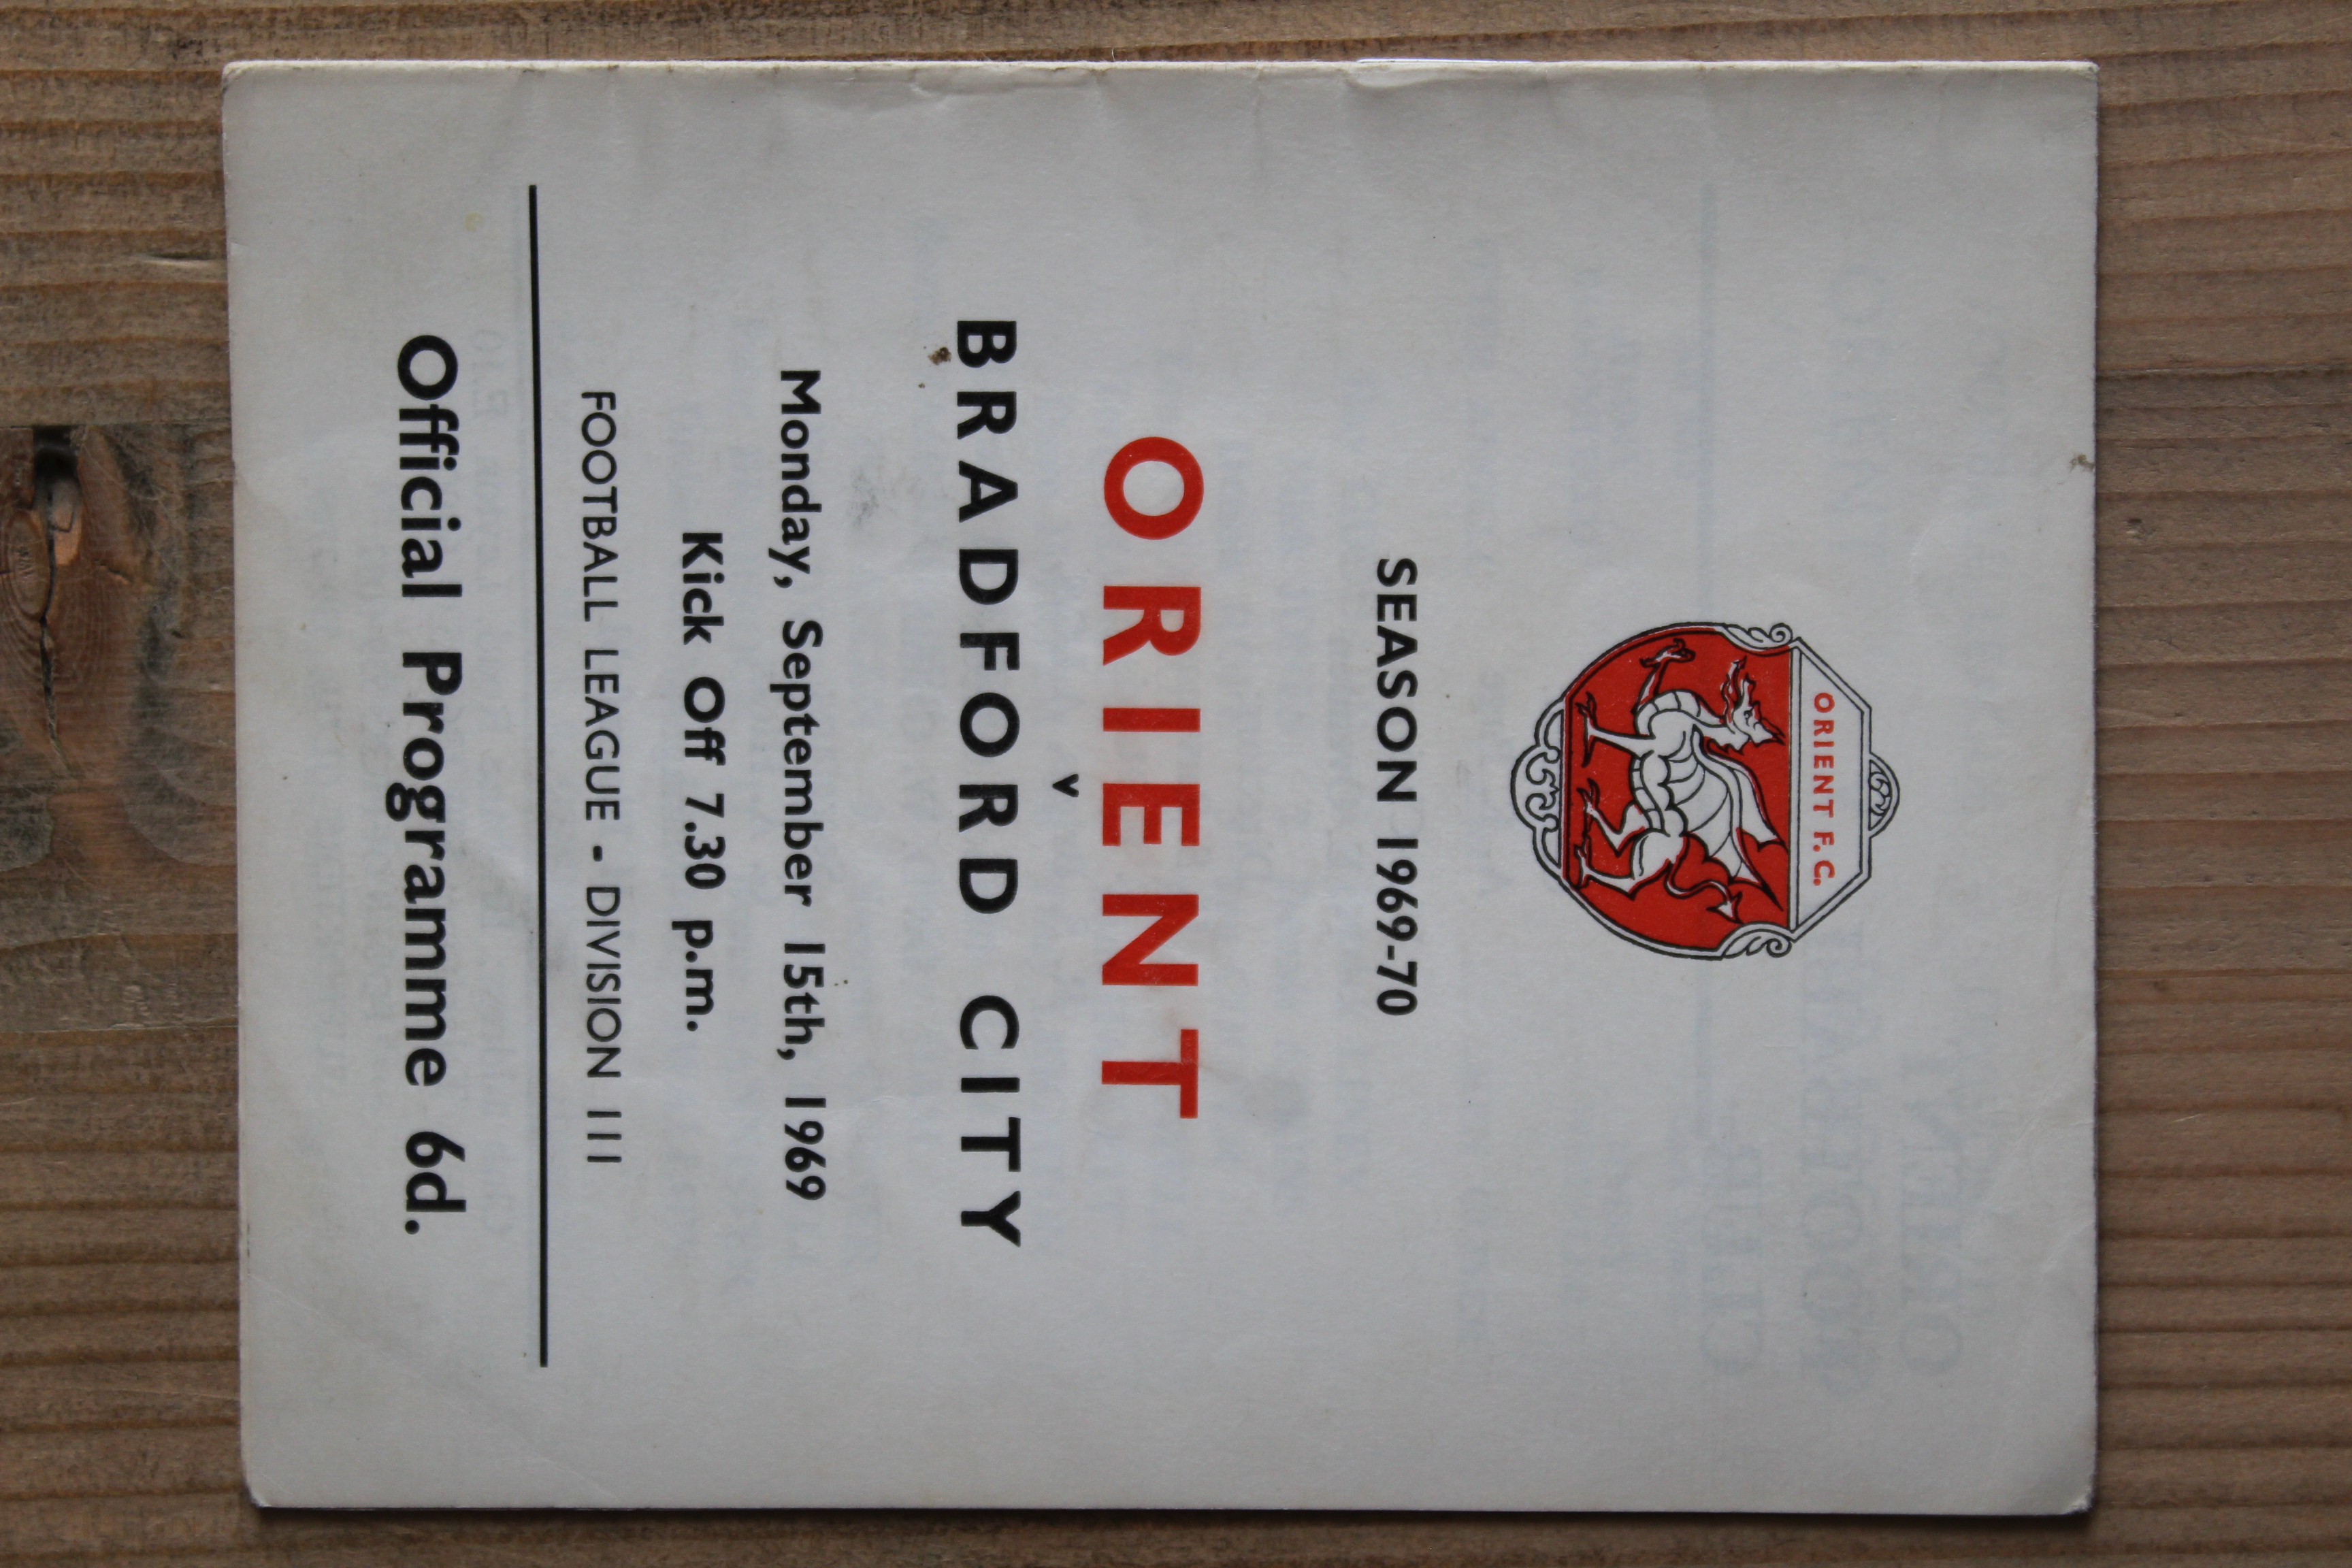 ORIENT F.C.
SEASON 1969-70
ORIENT
v
BRADFORD CITY
Monday, September 15th, 1969
Kick Off 7.30 p.m.
FOOTBALL LEAGUE - DIVISION III
Official Programme 6d.